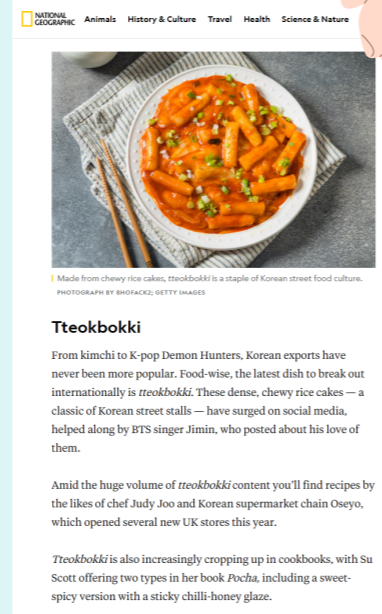 NATIONAL
GEOGRAPHIC
Animals History & Culture Travel Health Science & Nature
Made from chewy rice cakes, tteokbokki is a staple of Korean street food culture.
PHOTOGRAPH BY BHOFACK2; GETTY IMAGES
Tteokbokki
From kimchi to K-pop Demon Hunters, Korean exports have
never been more popular. Food-wise, the latest dish to break out
internationally is tteokbokki. These dense, chewy rice cakes — a
classic of Korean street stalls — have surged on social media,
helped along by BTS singer Jimin, who posted about his love of
them.
Amid the huge volume of tteokbokki content you'll find recipes by
the likes of chef Judy Joo and Korean supermarket chain Oseyo,
which opened several new UK stores this year.
Tteokbokki is also increasingly cropping up in cookbooks, with Su
Scott offering two types in her book Pocha, including a sweet-
spicy version with a sticky chilli-honey glaze.